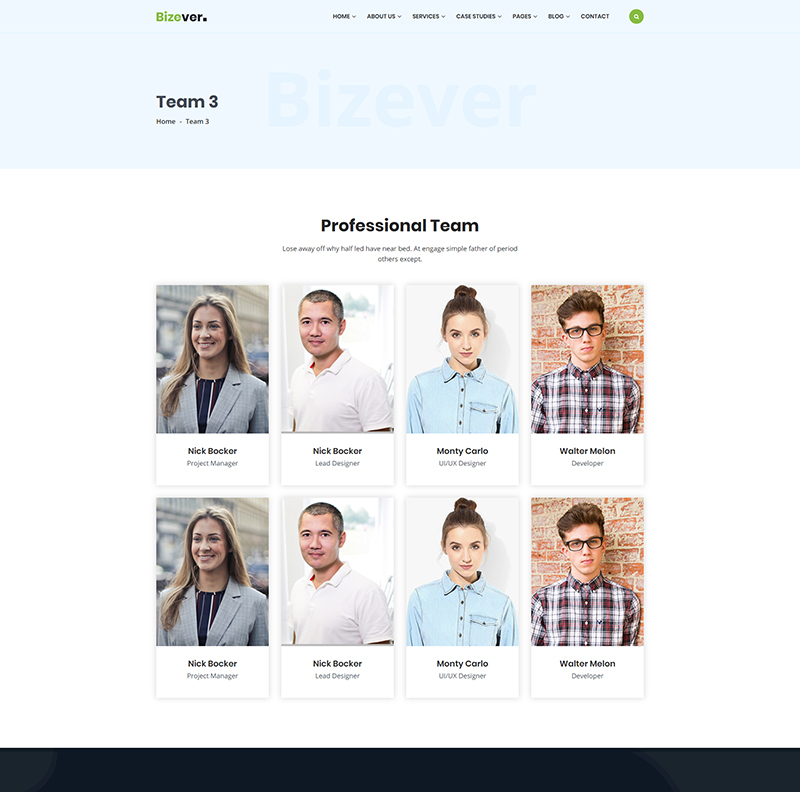 Bizever.
HOME ABOUT US SERVICES CASE STUDIES PAGES BLOG CONTACT
Bizever
Team 3
Home - Team 3
Professional Team
Lose away off why half led have near bed. At engage simple father of period
others except.
Nick Bocker Nick Bocker Monty Carlo Walter Melon
Project Manager Lead Designer UI/UX Designer Developer
Nick Bocker Nick Bocker Monty Carlo Walter Melon
Project Manager Lead Designer UI/UX Designer Developer